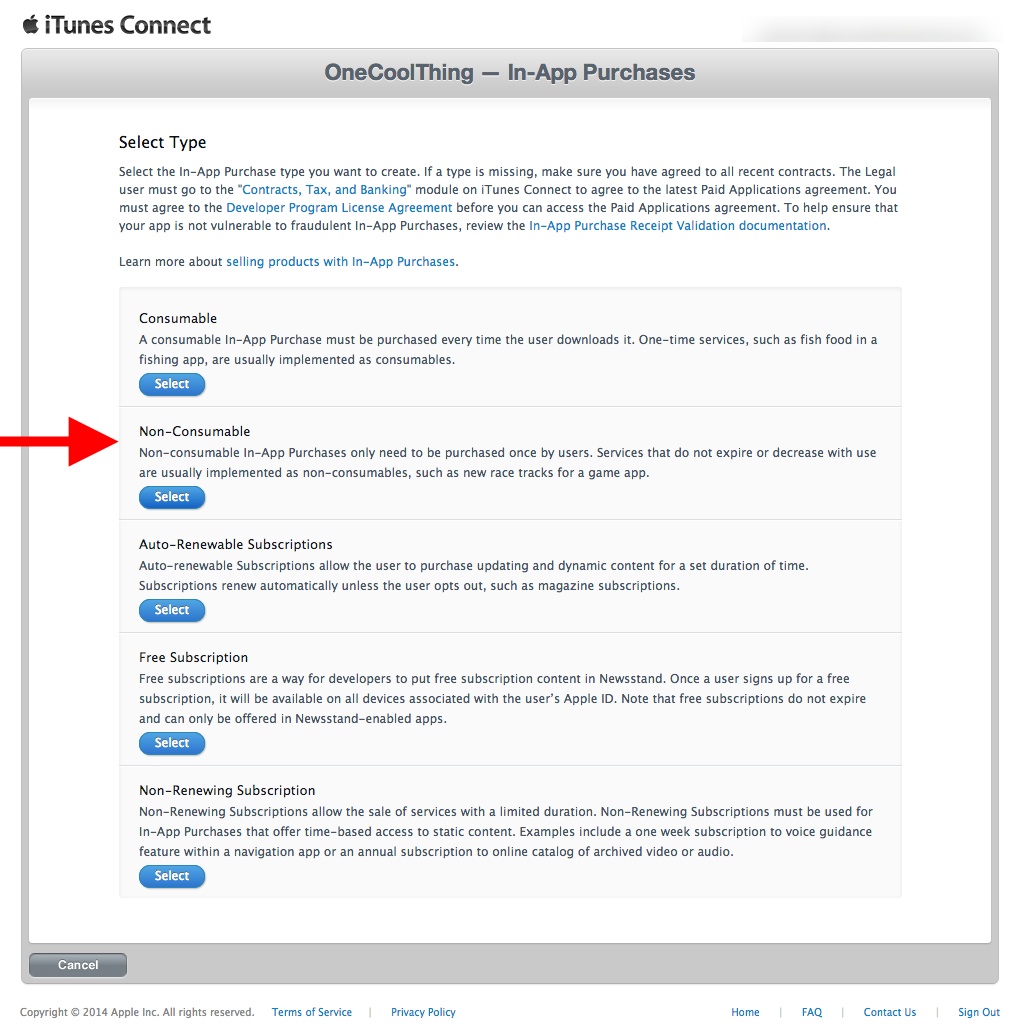 iTunes Connect
OneCoolThing — In-App Purchases
Select Type
Select the In-App Purchase type you want to create. If a type is missing, make sure you have agreed to all recent contracts. The Legal
user must go to the "Contracts, Tax, and Banking" module on iTunes Connect to agree to the latest Paid Applications agreement. You
must agree to the Developer Program License Agreement before you can access the Paid Applications agreement. To help ensure that
your app is not vulnerable to fraudulent In-App Purchases, review the In-App Purchase Receipt Validation documentation.
Learn more about selling products with In-App Purchases.
Consumable
A consumable In-App Purchase must be purchased every time the user downloads it. One-time services, such as fish food in a
fishing app, are usually implemented as consumables.
Select
Non-Consumable
Non-consumable In-App Purchases only need to be purchased once by users. Services that do not expire or decrease with use
are usually implemented as non-consumables, such as new race tracks for a game app.
Select
Auto-Renewable Subscriptions
Auto-renewable Subscriptions allow the user to purchase updating and dynamic content for a set duration of time.
Subscriptions renew automatically unless the user opts out, such as magazine subscriptions.
Select
Free Subscription
Free subscriptions are a way for developers to put free subscription content in Newsstand. Once a user signs up for a free
subscription, it will be available on all devices associated with the user's Apple ID. Note that free subscriptions do not expire
and can only be offered in Newsstand-enabled apps.
Select
Non-Renewing Subscription
Non-Renewing Subscriptions allow the sale of services with a limited duration. Non-Renewing Subscriptions must be used for
In-App Purchases that offer time-based access to static content. Examples include a one week subscription to voice guidance
feature within a navigation app or an annual subscription to online catalog of archived video or audio.
Select
Cancel
Copyright © 2014 Apple Inc. All rights reserved. Terms of Service | Privacy Policy Home | FAQ | Contact Us | Sign Out